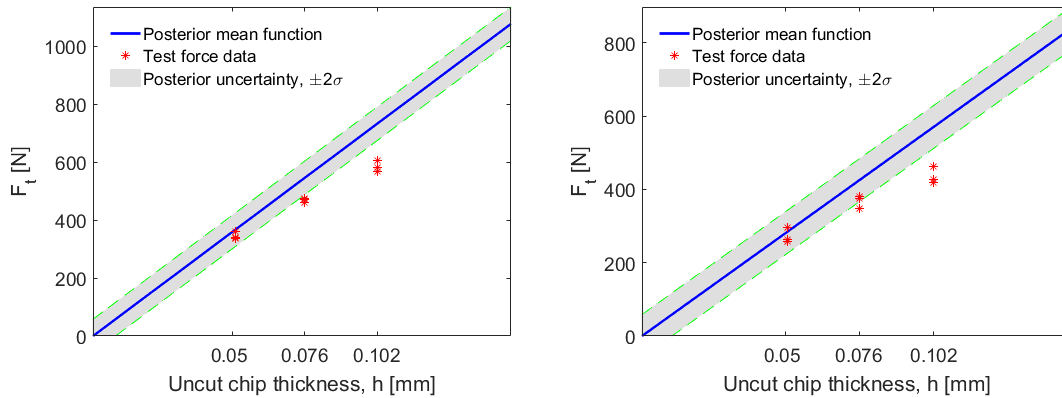 Posterior mean function
Test force data
Posterior uncertainty, ±2σ
1000
800
600
400
200
0
F_t [N]
0.05 0.076 0.102
Uncut chip thickness, h [mm]
Posterior mean function
Test force data
Posterior uncertainty, ±2σ
800
600
400
200
0
F_t [N]
0.05 0.076 0.102
Uncut chip thickness, h [mm]